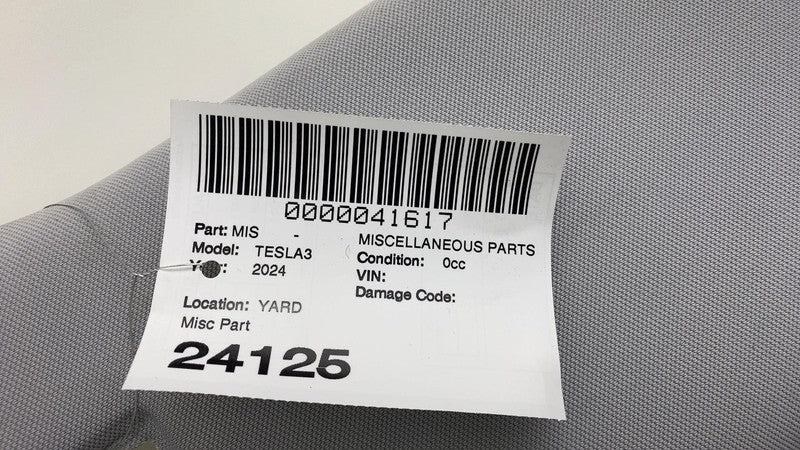 0000041617
Part: MIS - MISCELLANEOUS PARTS
Model: TESLA3 Condition: 0cc
2024 VIN:
Damage Code:
Location: YARD
Misc Part
24125